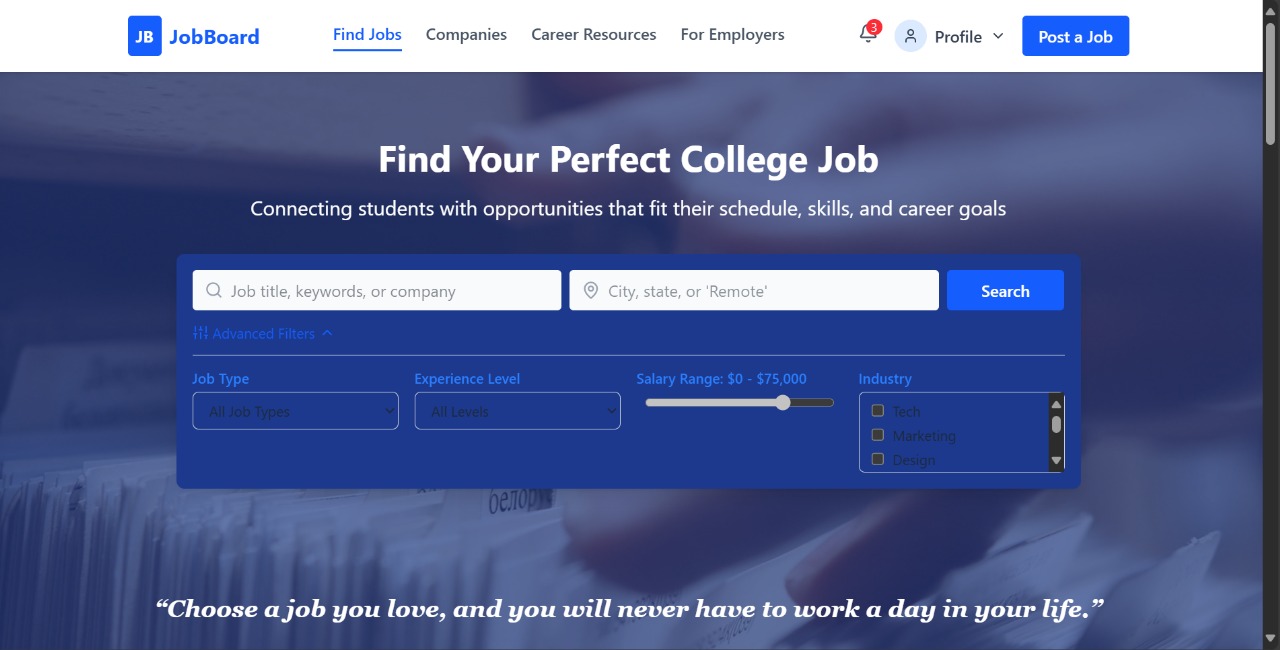 JB JobBoard Find Jobs Companies Career Resources For Employers 3 Profile Post a Job
Find Your Perfect College Job
Connecting students with opportunities that fit their schedule, skills, and career goals
Job title, keywords, or company City, state, or 'Remote' Search
Advanced Filters
Job Type Experience Level Salary Range: $0 - $75,000 Industry
All Job Types All Levels Tech
Marketing
Design
“Choose a job you love, and you will never have to work a day in your life.”